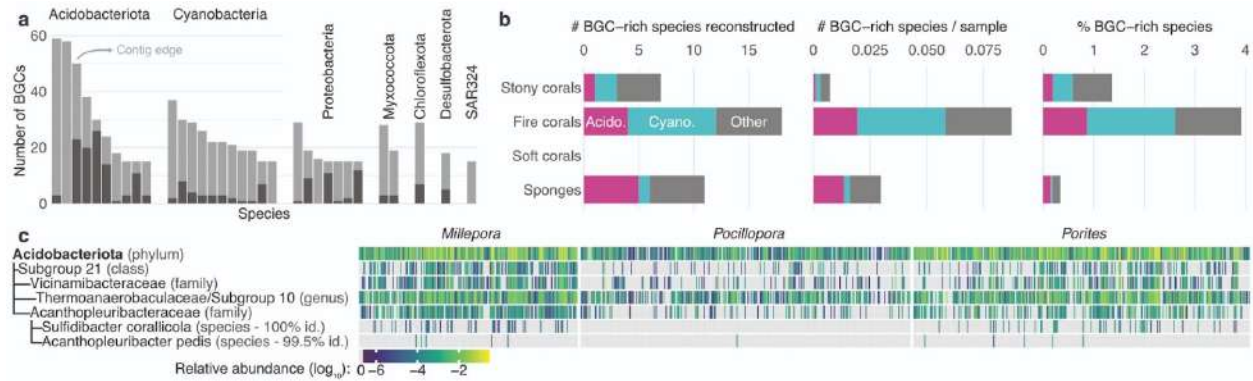 a
Acidobacteriota
Cyanobacteria
Proteobacteria
Myxococcota
Chloroflexota
Desulfobacterota
SAR324
Contig edge
Number of BGCs
60
40
20
0
Species
b
# BGC-rich species reconstructed
0 5 10 15
# BGC-rich species / sample
0 0.025 0.075
% BGC-rich species
0 1 2 3 4
Stony corals
Fire corals
Soft corals
Sponges
Acido. Cyano. Other
c
Millepora Pocillopora Porites
Acidobacteriota (phylum)
Subgroup 21 (class)
Vicinamibacteraceae (family)
Thermoanaerobaculaceae/Subgroup 10 (genus)
Acanthopleuribacteraceae (family)
Sulfidibacter corallicola (species - 100% id.)
Acanthopleuribacter pedis (species - 99.5% id.)
Relative abundance (log₁₀): 0 -6 -4 -2